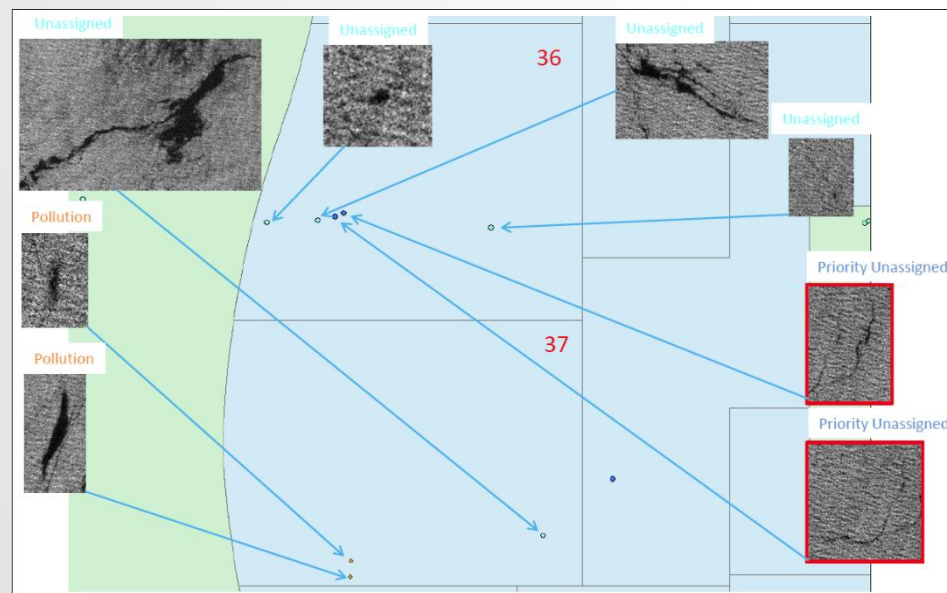 Unassigned
Unassigned
36
Unassigned
Unassigned
Pollution
Priority Unassigned
37
Pollution
Priority Unassigned